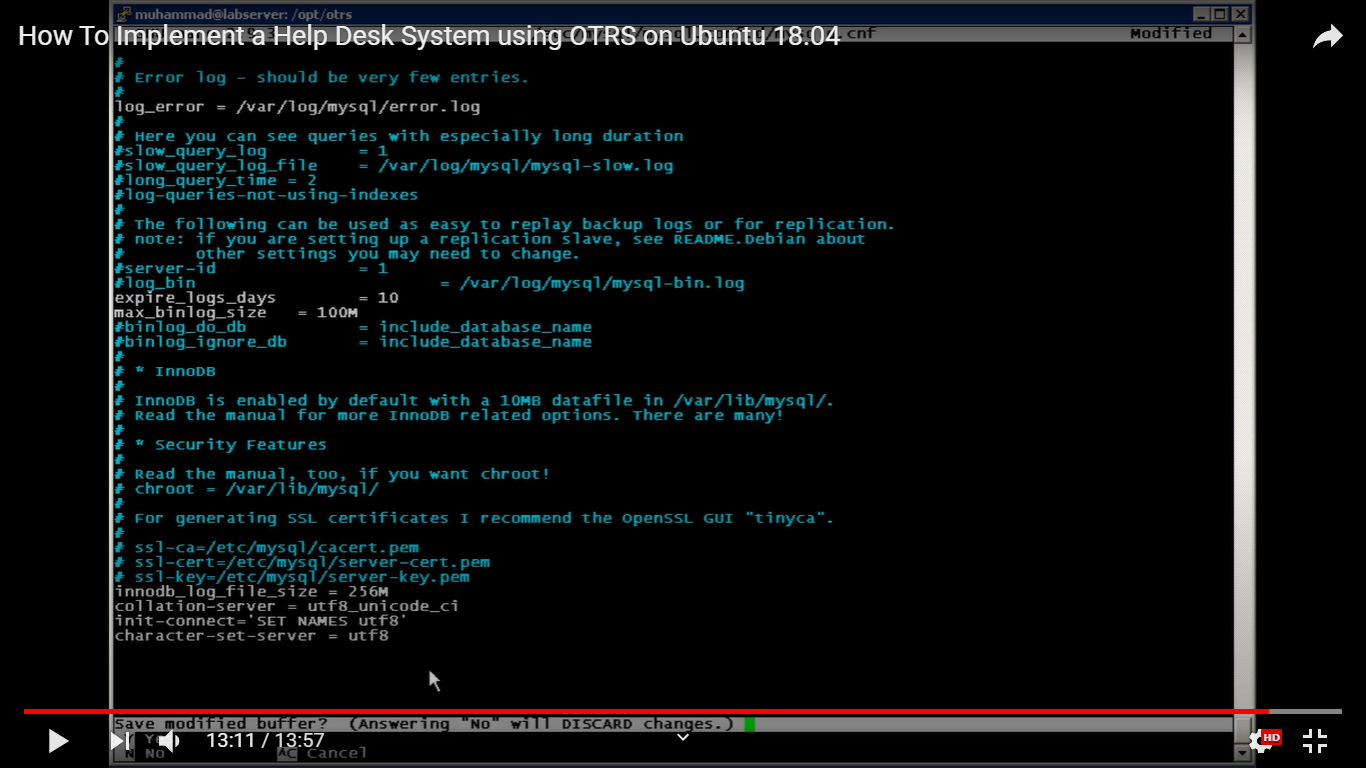 muhammad@labserver: /opt/otrs
How To Implement a Help Desk System using OTRS on Ubuntu 18.04
.cnf Modified
#
# Error log - should be very few entries.
#
log_error = /var/log/mysql/error.log
#
# Here you can see queries with especially long duration
#slow_query_log = 1
#slow_query_log_file = /var/log/mysql/mysql-slow.log
#long_query_time = 2
#log-queries-not-using-indexes
#
# The following can be used as easy to replay backup logs or for replication.
# note: if you are setting up a replication slave, see README.Debian about
# other settings you may need to change.
#server-id = 1
#log_bin = /var/log/mysql/mysql-bin.log
expire_logs_days = 10
max_binlog_size = 100M
#binlog_do_db = include_database_name
#binlog_ignore_db = include_database_name
#
# * InnoDB
#
# InnoDB is enabled by default with a 10MB datafile in /var/lib/mysql/.
# Read the manual for more InnoDB related options. There are many!
#
# * Security Features
#
# Read the manual, too, if you want chroot!
# chroot = /var/lib/mysql/
#
# For generating SSL certificates I recommend the OpenSSL GUI "tinyca".
#
# ssl-ca=/etc/mysql/cacert.pem
# ssl-cert=/etc/mysql/server-cert.pem
# ssl-key=/etc/mysql/server-key.pem
innodb_log_file_size = 256M
collation-server = utf8_unicode_ci
init-connect='SET NAMES utf8'
character-set-server = utf8
Save modified buffer? (Answering "No" will DISCARD changes.)
13:11 / 13:57
HD
N No ^C Cancel